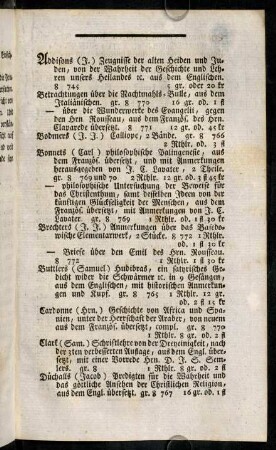 Addisons (J.) Zeugnisse der alten Heiden und Ju-
den, von der Wahrheit der Geschichte und Leh-
ren unsers Heilandes ꝛc. aus dem Englischen.
8 745 5 gr. oder 20 kr
Betrachtungen über die Nachtmahls-Bulle, aus dem
Italiänischen. gr. 8 770 16 gr. od. 1 fl
— über die Wunderwerke des Evangelii, gegen
den Hrn. Rousseau, aus dem Französ. des Hrn.
Claparede übersetzt. gr. 8 771 12 gr. od. 45 kr
Bodmers (J. J.) Calliope, 2 Bände. gr. 8 766
2 Rthlr. od. 3 fl
Bonnets (Carl) philosophische Palingenesie, aus
dem Französ. übersetzt, und mit Anmerkungen
herausgegeben von J. C. Lavater, 2 Theile.
gr. 8 769 und 70 2 Rthlr. 12 gr. od. 3 fl 45 kr
— philosophische Untersuchung der Beweise für
das Christenthum, samt desselben Ideen von der
künftigen Glückseligkeit der Menschen, aus dem
Französ. übersetzt, mit Anmerkungen von J. C.
Lavater. gr. 8 769 1 Rthlr. od. 1 fl 30 kr
Brechters (J. J.) Anmerkungen über das Basedo-
wische Elementarwerk, 2 Stücke. 8 772 1 Rthlr.
od. 1 fl 30 kr
— Briefe über den Emil des Hrn. Rousseau.
8 772 1 Rthlr. od. 1 fl 30 kr
Buttlers (Samuel) Hudibras, ein satyrisches Ge-
dicht wider die Schwärmer ꝛc. in 9 Gesängen,
aus dem Englischen, mit historischen Anmerkun-
gen und Kupf. gr. 8 765 1 Rthlr. 12 gr.
od. 2 fl
Cardonne (Hrn.) Geschichte von Africa und Spa-
nien, unter der Herrschaft der Araber, von neuem
aus dem Französ. übersetzt, compl. gr. 8 770
1 Rthlr. 8 gr. od. 2 fl
Clark (Sam.) Schriftlehre von der Dreyeinigkeit, nach
der 3ten verbesserten Auflage, aus dem Engl. über-
setzt, mit einer Vorrede Hrn. D. J. S. Sem-
lers. gr. 8 1 Rthlr. 8 gr. od. 2 fl
Düchalls (Jacob) Predigten für die Wahrheit und
das göttliche Ansehen der Christlichen Religion,
aus dem Engl. übersetzt. gr. 8 767 16 gr. od. 1 fl